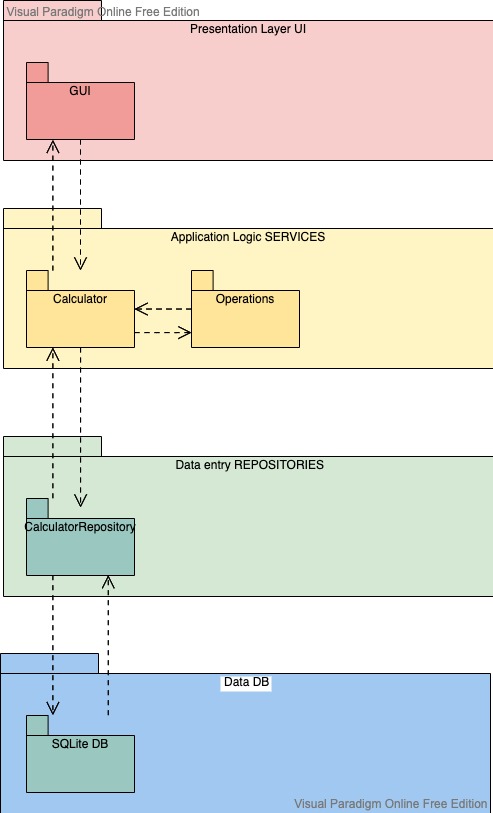 Visual Paradigm Online Free Edition
Presentation Layer UI
GUI
Application Logic SERVICES
Calculator
Operations
Data entry REPOSITORIES
CalculatorRepository
Data DB
SQLite DB
Visual Paradigm Online Free Edition